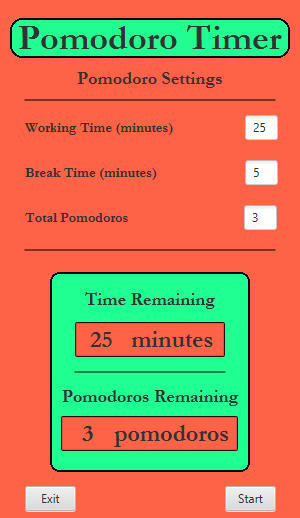 Pomodoro Timer
Pomodoro Settings
Working Time (minutes) 25
Break Time (minutes) 5
Total Pomodoros 3
Time Remaining
25 minutes
Pomodoros Remaining
3 pomodoros
Exit Start